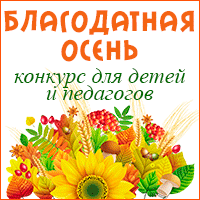 БЛАГОДАТНАЯ
ОСЕНЬ
конкурс для детей
и педагогов